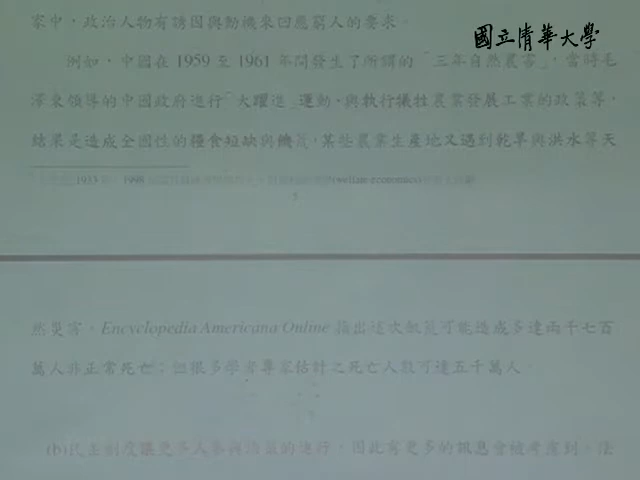 國立清華大學
家中，政治人物有誘因與動機來回應窮人的要求。
例如，中國在 1959 至 1961 年間發生了所謂的「三年自然農害」，當時毛
澤東領導的中國政府進行「大躍進」運動，與執行犧牲農業發展工業的政策等，
結果是造成全國性的糧食短缺與饑荒，某些農業生產地又遇到乾旱與洪水等天
1933 1998 (welfare economics)
然災害。Encyclopedia Americana Online 指出這次飢荒可能造成多達兩千七百
萬人非正常死亡；但很多學者專家估計之死亡人數可達五千萬人。
(b)民主制度讓更多人參與決策的進行，因此有更多的訊息會被考慮到。法